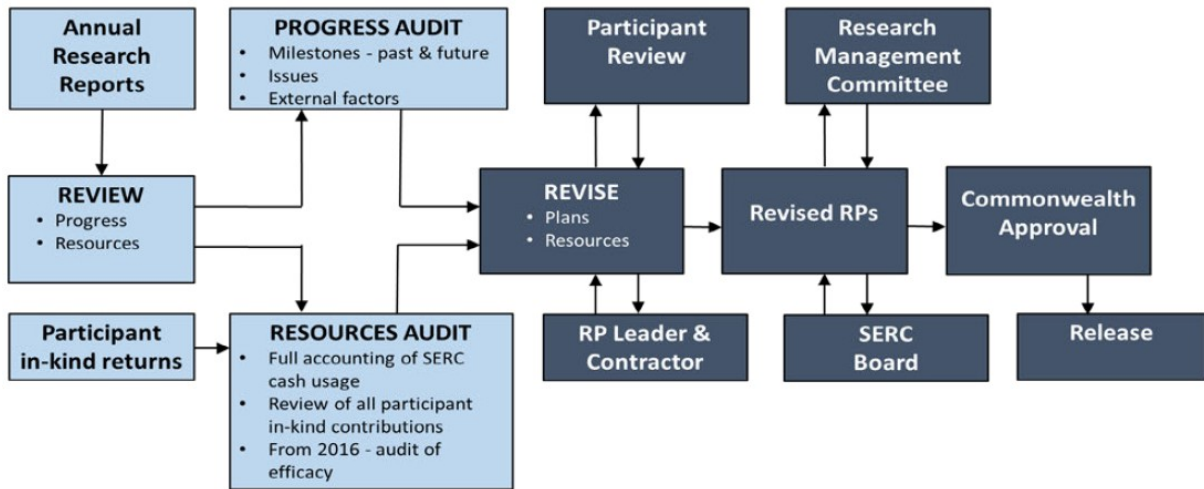 Annual
Research
Reports
PROGRESS AUDIT
• Milestones - past & future
• Issues
• External factors
Participant
Review
Research
Management
Committee
REVIEW
• Progress
• Resources
REVISE
• Plans
• Resources
Revised RPs
Commonwealth
Approval
Participant
in-kind returns
RESOURCES AUDIT
• Full accounting of SERC
cash usage
• Review of all participant
in-kind contributions
• From 2016 - audit of
efficacy
RP Leader &
Contractor
SERC
Board
Release